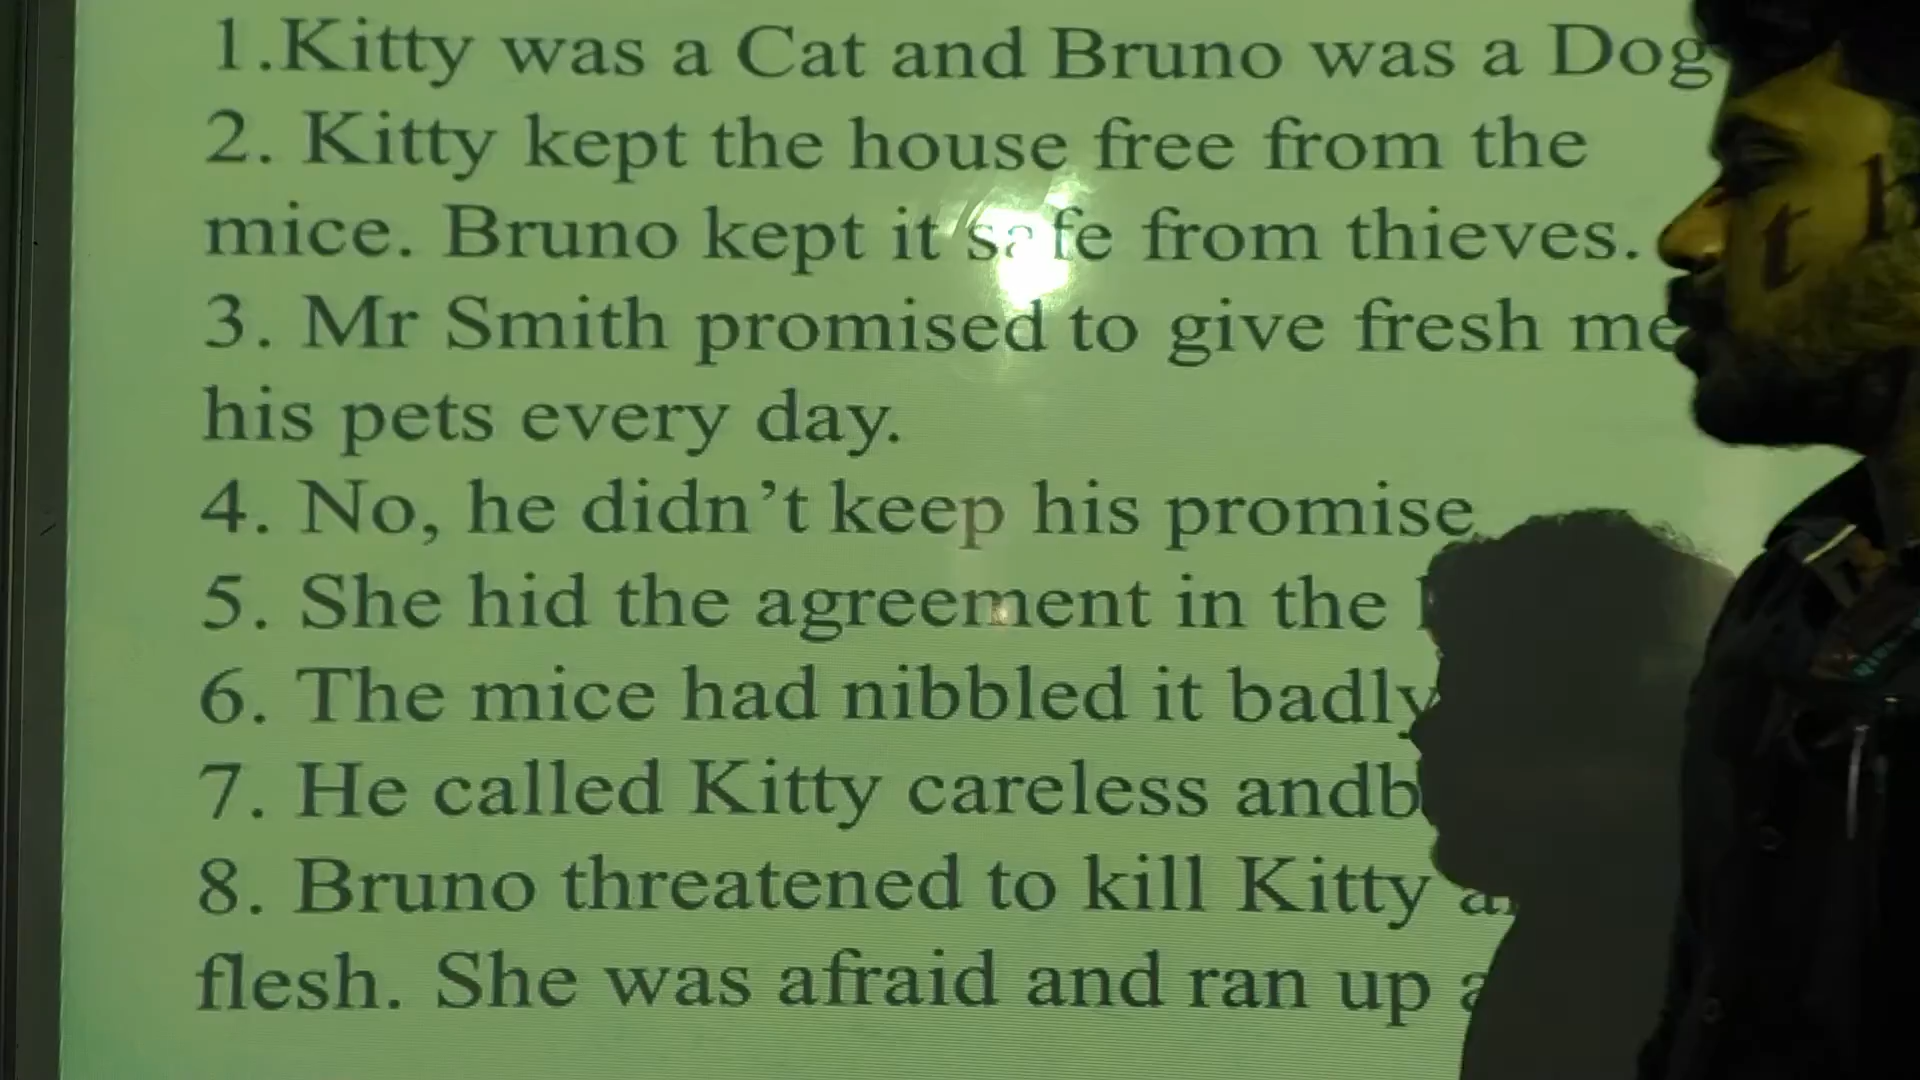 1.Kitty was a Cat and Bruno was a Dog
2. Kitty kept the house free from the
mice. Bruno kept it safe from thieves.
3. Mr Smith promised to give fresh
his pets every day.
4. No, he didn’t keep his promise
5. She hid the agreement in the
6. The mice had nibbled it badly
7. He called Kitty careless
8. Bruno threatened to kill Kitty
flesh. She was afraid and ran up